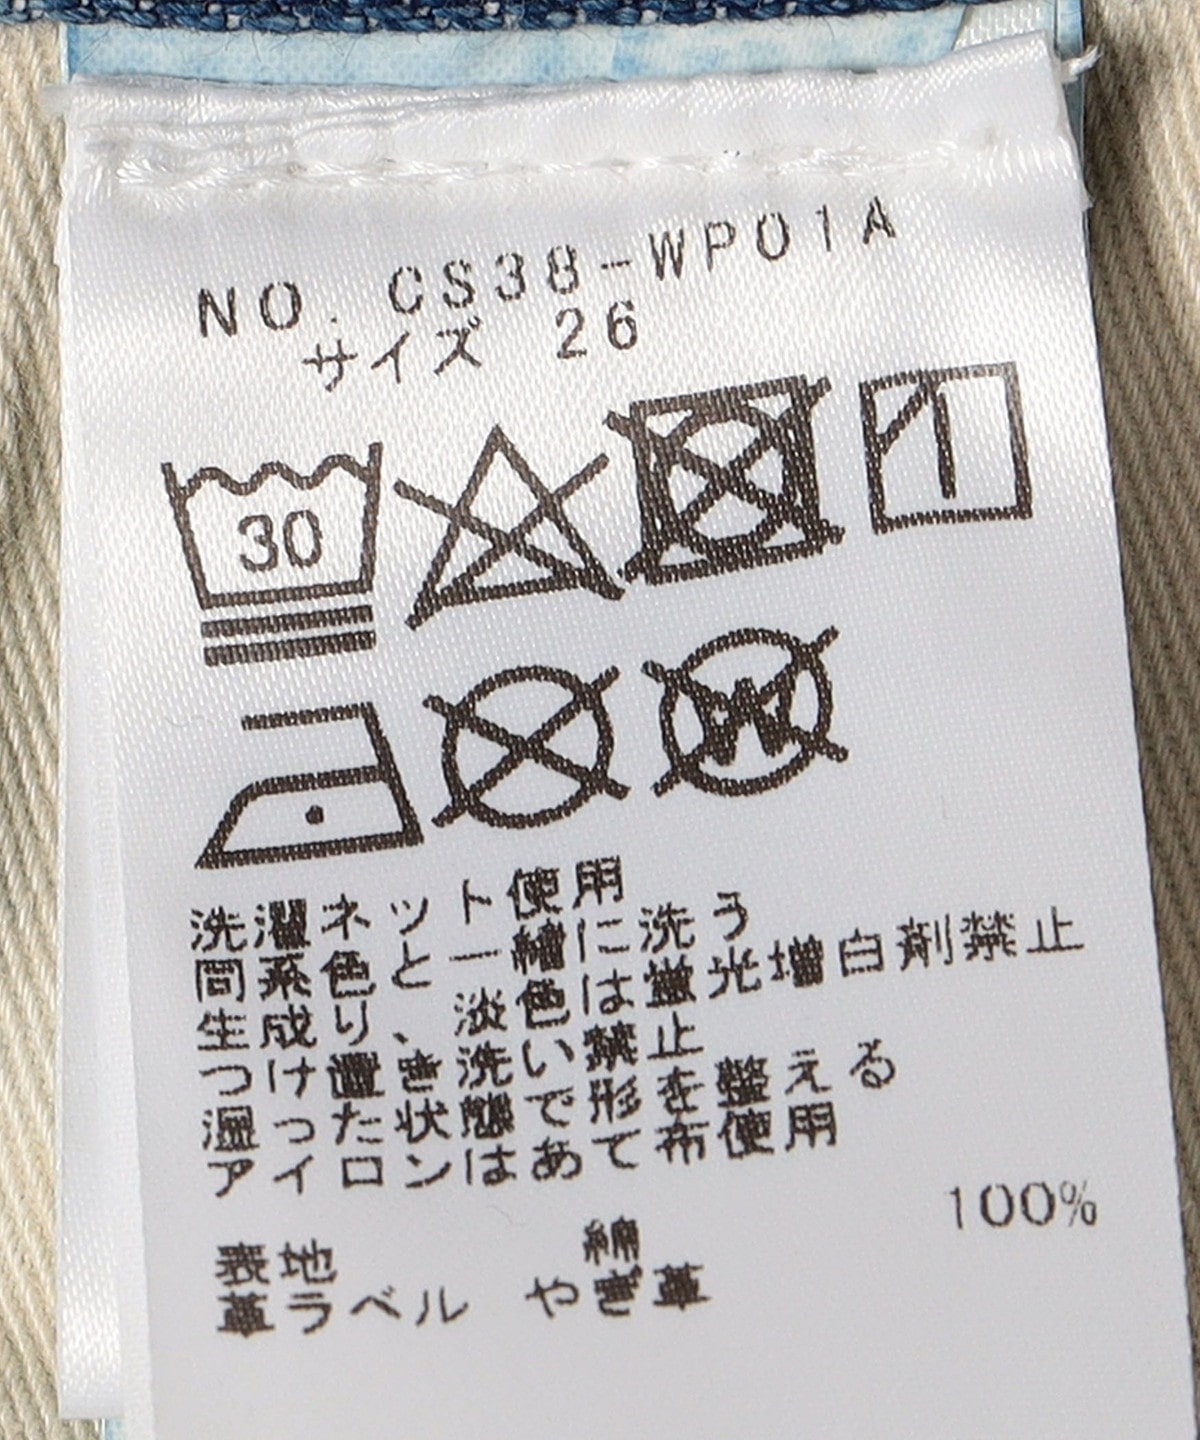 NO. CS38-WP01A
サイズ 26
30
W
洗濯ネット使用
同系色と一緒に洗う
生成り、淡色は蛍光増白剤禁止
つけ置き洗い禁止
湿った状態で形を整える
アイロンはあて布使用
表地 綿 100%
革ラベル やぎ革